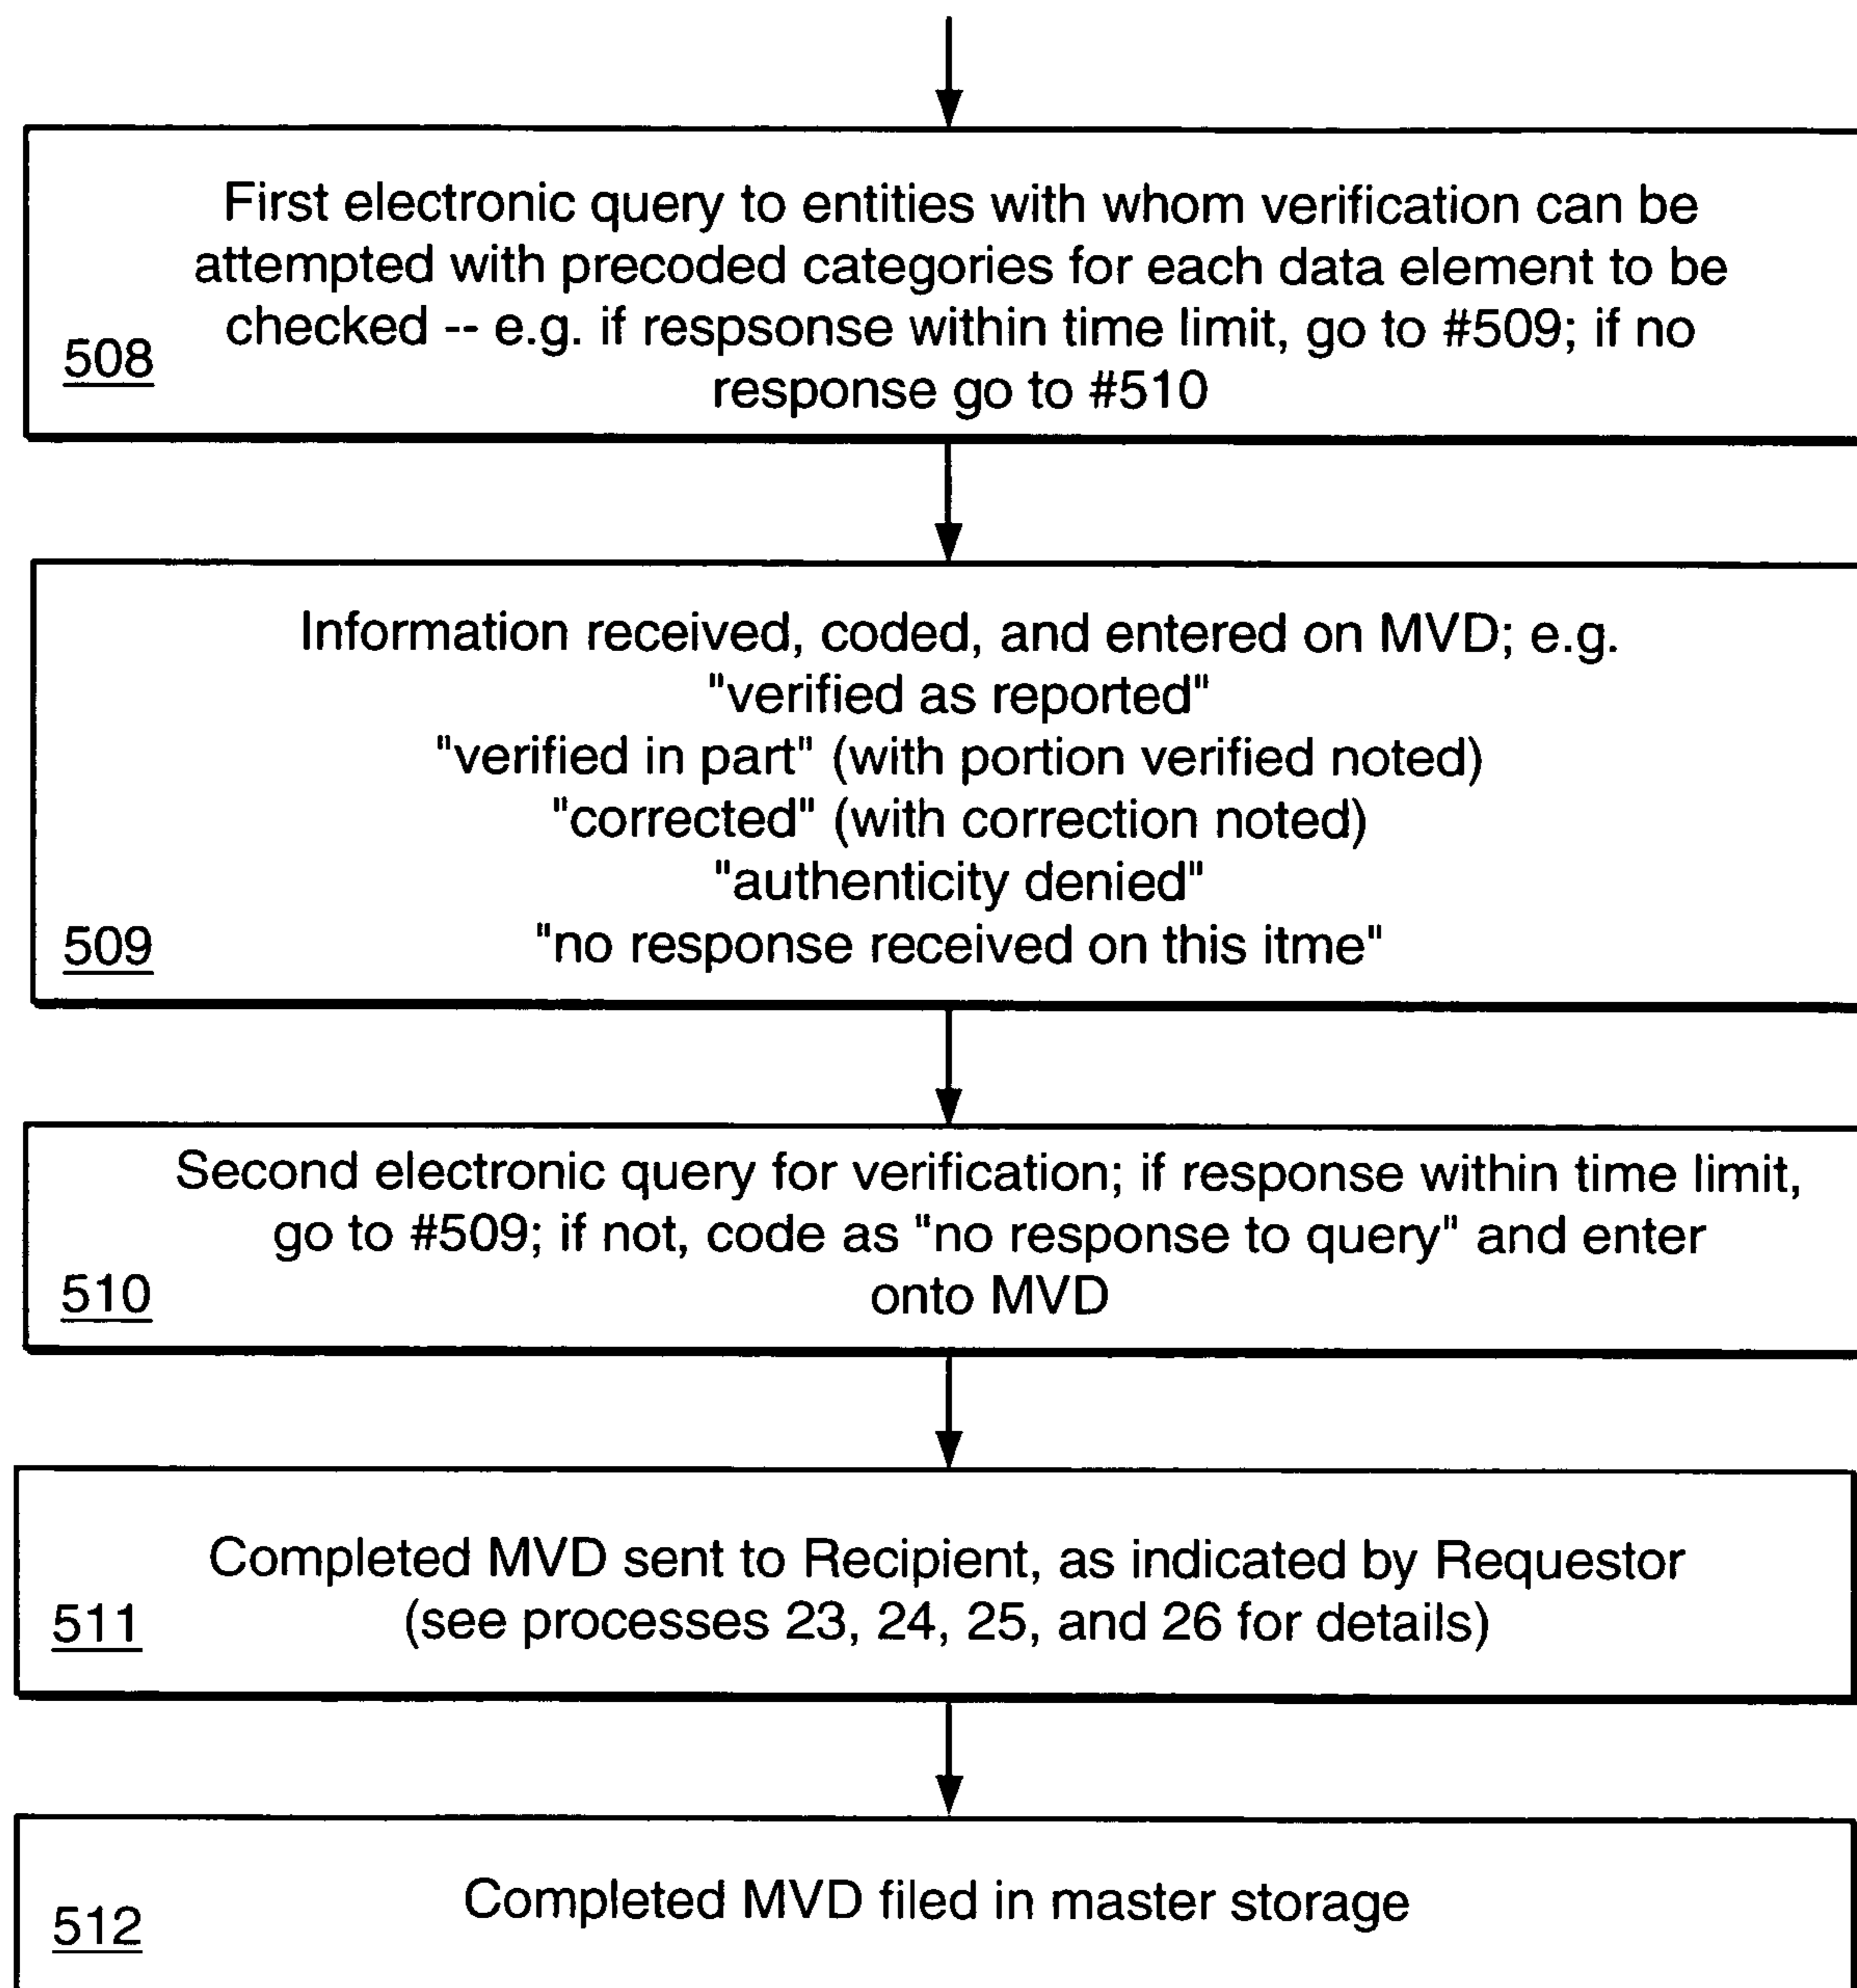 First electronic query to entities with whom verification can be
attempted with precoded categories for each data element to be
checked -- e.g. if respsonse within time limit, go to #509; if no
response go to #510
508
Information received, coded, and entered on MVD; e.g.
"verified as reported"
"verified in part" (with portion verified noted)
"corrected" (with correction noted)
"authenticity denied"
"no response received on this itme"
509
Second electronic query for verification; if response within time limit,
go to #509; if not, code as "no response to query" and enter
onto MVD
510
Completed MVD sent to Recipient, as indicated by Requestor
(see processes 23, 24, 25, and 26 for details)
511
Completed MVD filed in master storage
512